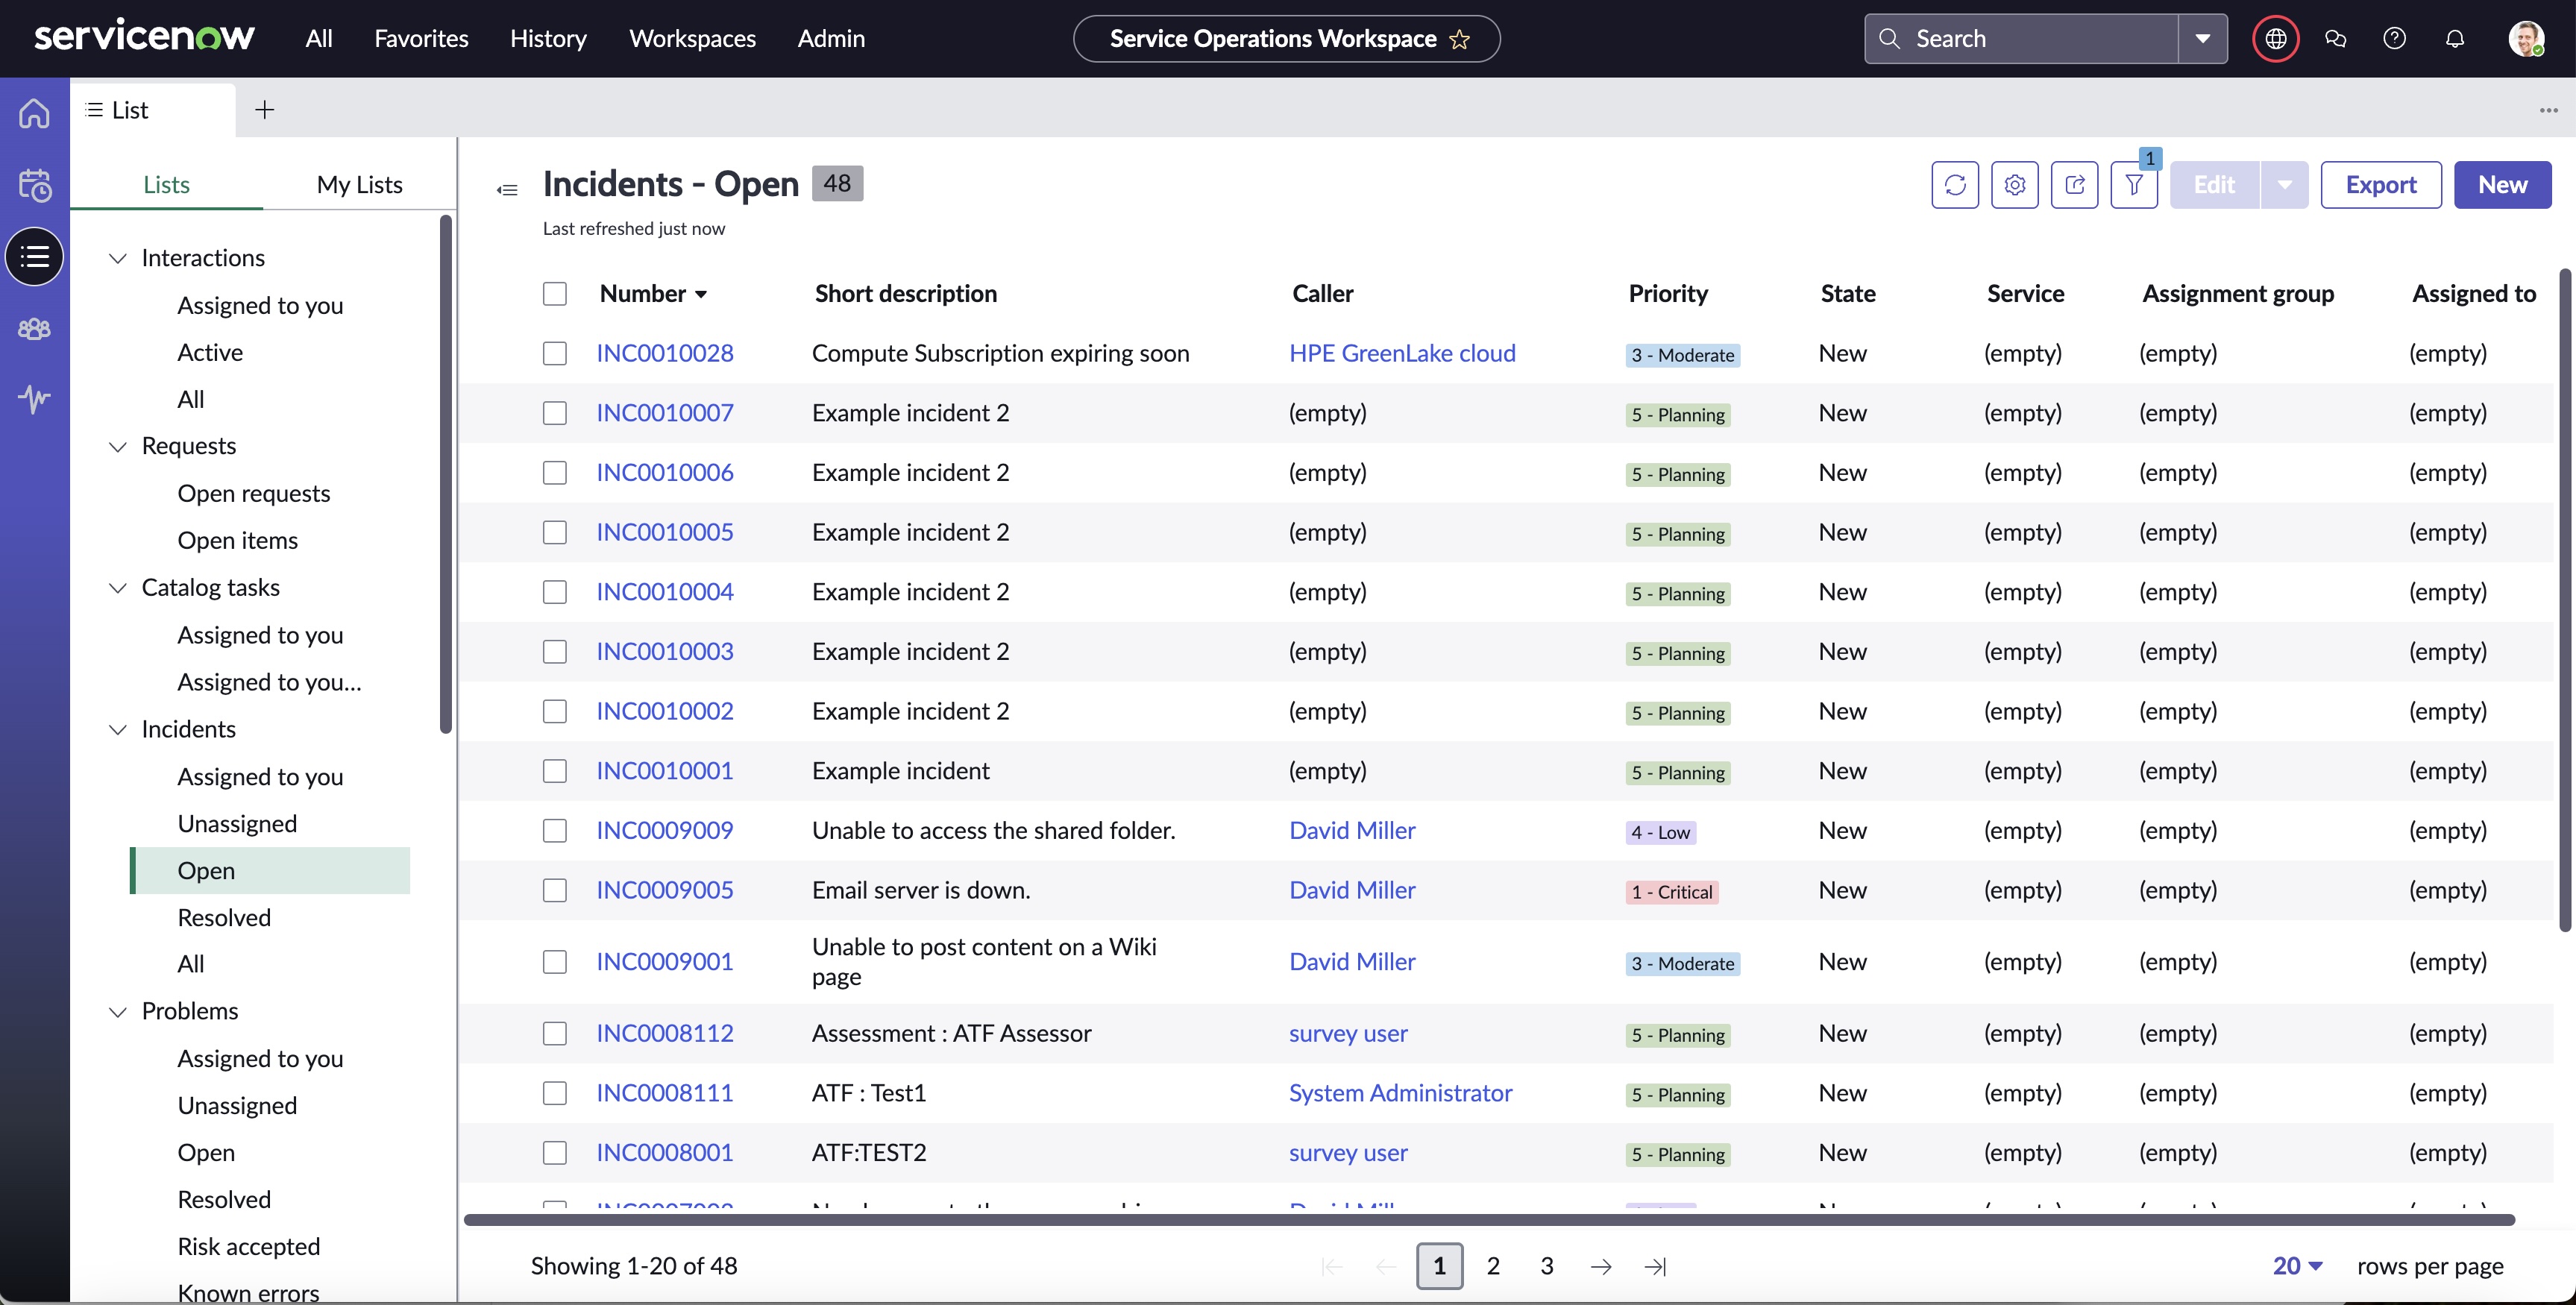 servicenow All Favorites History Workspaces Admin Service Operations Workspace Search
List
1
Lists My Lists Incidents - Open 48 Edit Export New
Last refreshed just now
Interactions
Assigned to you
Active
All
Requests
Open requests
Open items
Catalog tasks
Assigned to you
Assigned to you...
Incidents
Assigned to you
Unassigned
Open
Resolved
All
Problems
Assigned to you
Unassigned
Open
Resolved
Risk accepted
Known errors
Number Short description Caller Priority State Service Assignment group Assigned to
INC0010028 Compute Subscription expiring soon HPE GreenLake cloud 3 - Moderate New (empty) (empty) (empty)
INC0010007 Example incident 2 (empty) 5 - Planning New (empty) (empty) (empty)
INC0010006 Example incident 2 (empty) 5 - Planning New (empty) (empty) (empty)
INC0010005 Example incident 2 (empty) 5 - Planning New (empty) (empty) (empty)
INC0010004 Example incident 2 (empty) 5 - Planning New (empty) (empty) (empty)
INC0010003 Example incident 2 (empty) 5 - Planning New (empty) (empty) (empty)
INC0010002 Example incident 2 (empty) 5 - Planning New (empty) (empty) (empty)
INC0010001 Example incident (empty) 5 - Planning New (empty) (empty) (empty)
INC0009009 Unable to access the shared folder. David Miller 4 - Low New (empty) (empty) (empty)
INC0009005 Email server is down. David Miller 1 - Critical New (empty) (empty) (empty)
INC0009001 Unable to post content on a Wiki
page David Miller 3 - Moderate New (empty) (empty) (empty)
INC0008112 Assessment : ATF Assessor survey user 5 - Planning New (empty) (empty) (empty)
INC0008111 ATF : Test1 System Administrator 5 - Planning New (empty) (empty) (empty)
INC0008001 ATF:TEST2 survey user 5 - Planning New (empty) (empty) (empty)
Showing 1-20 of 48 1 2 3 20 rows per page